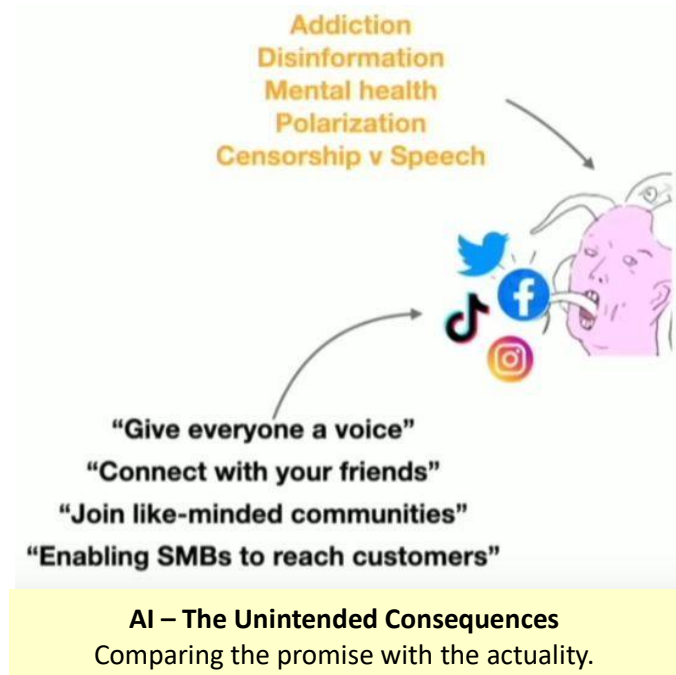 Addiction
Disinformation
Mental health
Polarization
Censorship v Speech
“Give everyone a voice”
“Connect with your friends”
“Join like-minded communities”
“Enabling SMBs to reach customers”
AI – The Unintended Consequences
Comparing the promise with the actuality.